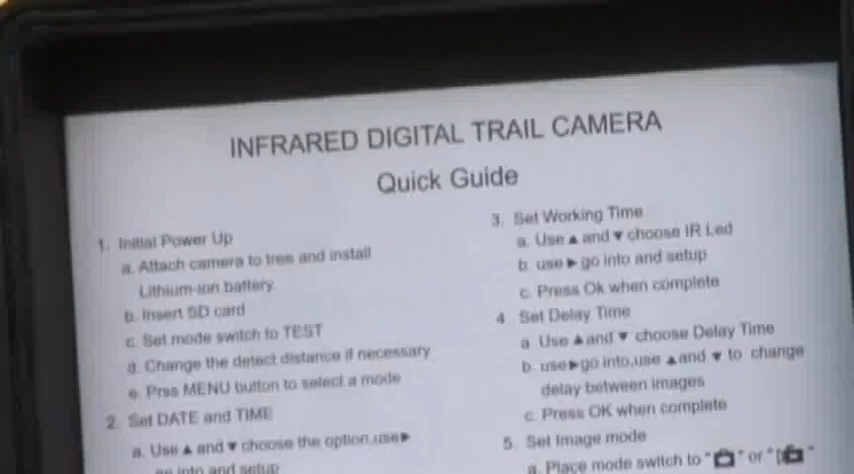 INFRARED DIGITAL TRAIL CAMERA
Quick Guide
1. Initial Power Up
a. Attach camera to tree and install
Lithium-ion battery.
b. Insert SD card
c. Set mode switch to TEST
d. Change the detect distance if necessary
e. Prss MENU button to select a mode
2. Set DATE and TIME
a. Use ▲ and ▼ choose the option,use▶
go into and setup
3. Set Working Time
a. Use ▲ and ▼ choose IR Led
b. use ▶ go into and setup
c. Press Ok when complete
4. Set Delay Time
a. Use ▲and ▼ choose Delay Time
b. use▶go into,use ▲and ▼ to change
delay between images
c. Press OK when complete
5. Set Image mode
a. Place mode switch to " " or "[ "